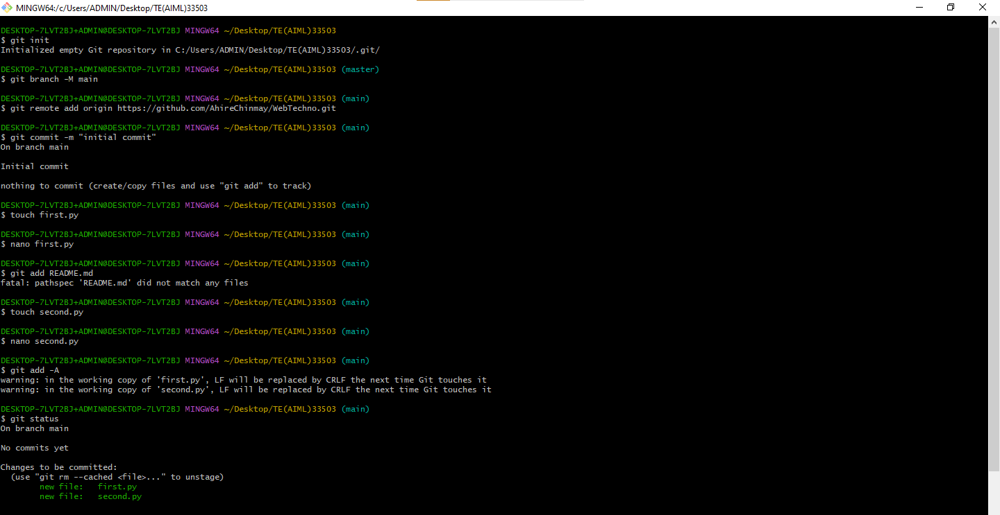 MINGW64:/c/Users/ADMIN/Desktop/TE(AIML)33503
DESKTOP-7LVT2BJ+ADMIN@DESKTOP-7LVT2BJ MINGW64 ~/Desktop/TE(AIML)33503
$ git init
Initialized empty Git repository in C:/Users/ADMIN/Desktop/TE(AIML)33503/.git/
DESKTOP-7LVT2BJ+ADMIN@DESKTOP-7LVT2BJ MINGW64 ~/Desktop/TE(AIML)33503 (master)
$ git branch -M main
DESKTOP-7LVT2BJ+ADMIN@DESKTOP-7LVT2BJ MINGW64 ~/Desktop/TE(AIML)33503 (main)
$ git remote add origin https://github.com/AhireChinmay/WebTechno.git
DESKTOP-7LVT2BJ+ADMIN@DESKTOP-7LVT2BJ MINGW64 ~/Desktop/TE(AIML)33503 (main)
$ git commit -m "initial commit"
On branch main
Initial commit
nothing to commit (create/copy files and use "git add" to track)
DESKTOP-7LVT2BJ+ADMIN@DESKTOP-7LVT2BJ MINGW64 ~/Desktop/TE(AIML)33503 (main)
$ touch first.py
DESKTOP-7LVT2BJ+ADMIN@DESKTOP-7LVT2BJ MINGW64 ~/Desktop/TE(AIML)33503 (main)
$ nano first.py
DESKTOP-7LVT2BJ+ADMIN@DESKTOP-7LVT2BJ MINGW64 ~/Desktop/TE(AIML)33503 (main)
$ git add README.md
fatal: pathspec 'README.md' did not match any files
DESKTOP-7LVT2BJ+ADMIN@DESKTOP-7LVT2BJ MINGW64 ~/Desktop/TE(AIML)33503 (main)
$ touch second.py
DESKTOP-7LVT2BJ+ADMIN@DESKTOP-7LVT2BJ MINGW64 ~/Desktop/TE(AIML)33503 (main)
$ nano second.py
DESKTOP-7LVT2BJ+ADMIN@DESKTOP-7LVT2BJ MINGW64 ~/Desktop/TE(AIML)33503 (main)
$ git add -A
warning: in the working copy of 'first.py', LF will be replaced by CRLF the next time Git touches it
warning: in the working copy of 'second.py', LF will be replaced by CRLF the next time Git touches it
DESKTOP-7LVT2BJ+ADMIN@DESKTOP-7LVT2BJ MINGW64 ~/Desktop/TE(AIML)33503 (main)
$ git status
On branch main
No commits yet
Changes to be committed:
  (use "git rm --cached <file>..." to unstage)
        new file:   first.py
        new file:   second.py